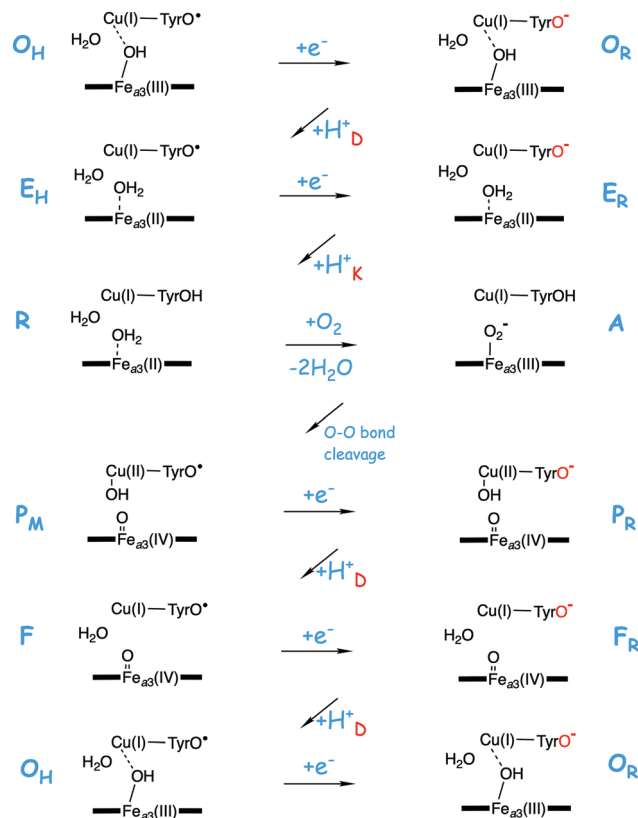 Cu(I)—TyrO•
H₂O
OH
Fea3(III)
OH
+e⁻
Cu(I)—TyrO⁻
H₂O
OH
Fea3(III)
OR
+H⁺D
Cu(I)—TyrO•
H₂O
OH₂
Fea3(II)
EH
+e⁻
Cu(I)—TyrO⁻
H₂O
OH₂
Fea3(II)
ER
+H⁺K
Cu(I)—TyrOH
H₂O
OH₂
Fea3(II)
R
+O₂
-2H₂O
Cu(I)—TyrOH
O₂⁻
Fea3(III)
A
O-O bond
cleavage
Cu(II)—TyrO•
OH
O
Fea3(IV)
PM
+e⁻
Cu(II)—TyrO⁻
OH
O
Fea3(IV)
PR
+H⁺D
Cu(I)—TyrO•
H₂O
O
Fea3(IV)
F
+e⁻
Cu(I)—TyrO⁻
H₂O
O
Fea3(IV)
FR
+H⁺D
Cu(I)—TyrO•
H₂O
OH
Fea3(III)
OH
+e⁻
Cu(I)—TyrO⁻
H₂O
OH
Fea3(III)
OR